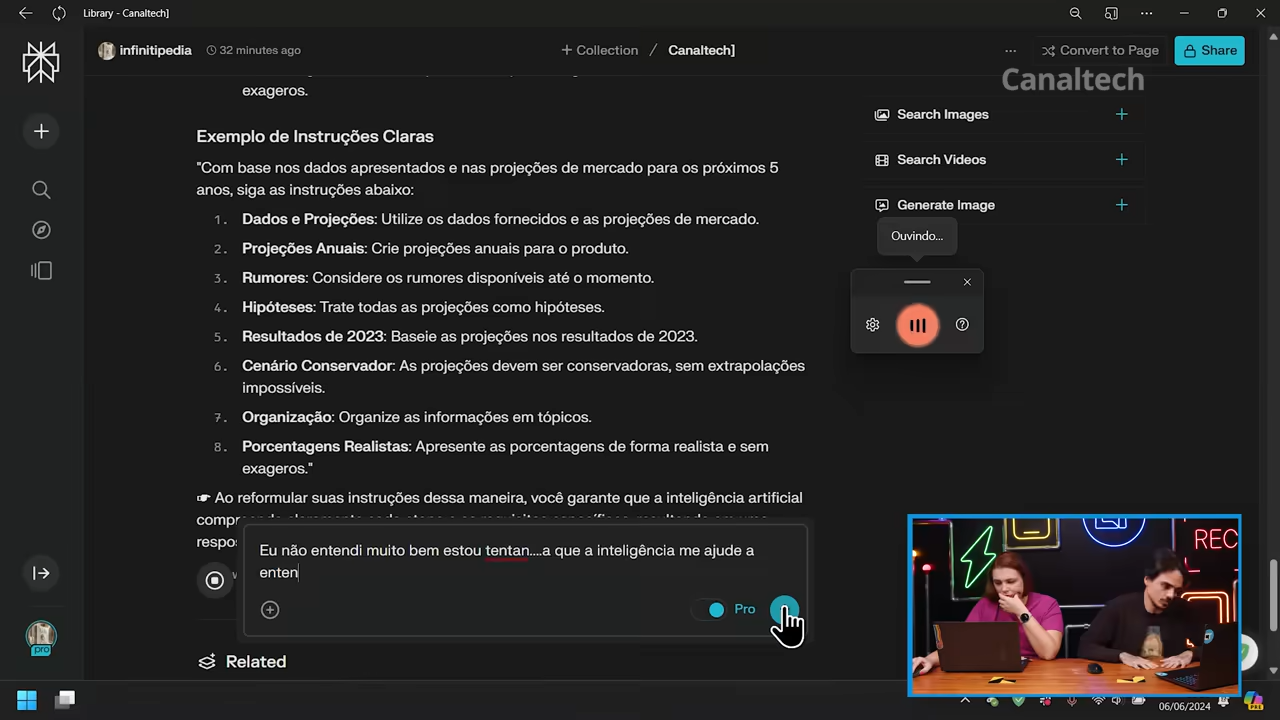 Library - Canaltech]
infinitipedia
32 minutes ago
Collection / Canaltech]
Convert to Page
Share
Canaltech
exageros.
Search Images
Exemplo de Instruções Claras
Search Videos
"Com base nos dados apresentados e nas projeções de mercado para os próximos 5
anos, siga as instruções abaixo:
Generate Image
1. Dados e Projeções: Utilize os dados fornecidos e as projeções de mercado.
Ouvindo...
2. Projeções Anuais: Crie projeções anuais para o produto.
3. Rumores: Considere os rumores disponíveis até o momento.
4. Hipóteses: Trate todas as projeções como hipóteses.
5. Resultados de 2023: Baseie as projeções nos resultados de 2023.
6. Cenário Conservador: As projeções devem ser conservadoras, sem extrapolações
impossíveis.
7. Organização: Organize as informações em tópicos.
8. Porcentagens Realistas: Apresente as porcentagens de forma realista e sem
exageros."
Ao reformular suas instruções dessa maneira, você garante que a inteligência artificial
respos
Eu não entendi muito bem estou tentan....a que a inteligência me ajude a
enten
Pro
pro
Related
REC
06/06/2024
PRE